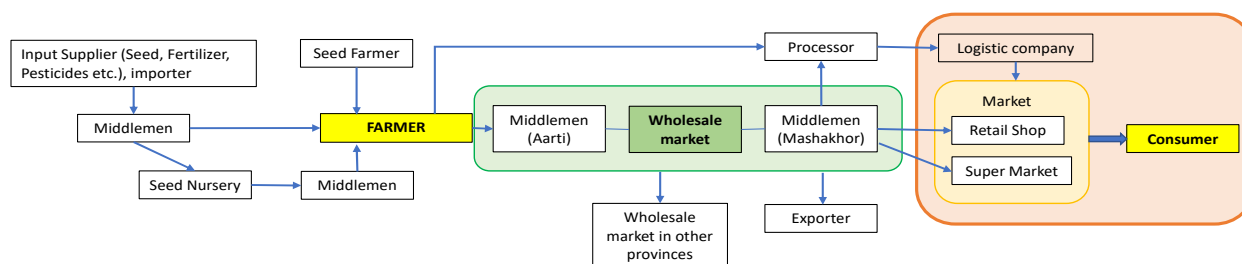 Input Supplier (Seed, Fertilizer,
Pesticides etc.), importer
Seed Farmer
Processor
Logistic company
Market
Middlemen
FARMER
Middlemen
(Aarti)
Wholesale
market
Middlemen
(Mashakhor)
Retail Shop
Consumer
Super Market
Seed Nursery
Middlemen
Wholesale
market in other
provinces
Exporter